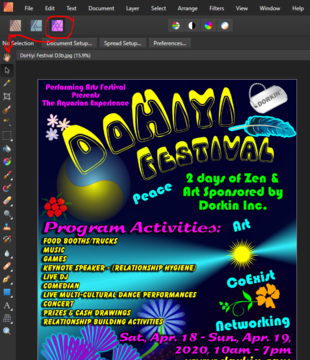 File Edit Text Document Layer Select Arrange Filters View Window
No Selection Document Setup... Spread Setup... Preferences...
DoHiyi Festival D3b.jpg (15.9%)
Performing Arts Festival
Presents
The Aquarian Experience
DORKIN
DoHiYi
FESTIVAL
2 days of Zen &
Art Sponsored by
Dorkin Inc.
Peace
Program Activities:
Art
FOOD BOOTHS/TRUCKS
MUSIC
GAMES
KEYNOTE SPEAKER - (RELATIONSHIP HYGIENE)
LIVE DJ
COMEDIAN
LIVE MULTI-CULTURAL DANCE PERFORMANCES
CONCERT
PRIZES & CASH DRAWINGS
RELATIONSHIP BUILDING ACTIVITIES
CoExist
Networking
Sat, Apr. 18 - Sun, Apr. 19,
2020, 10am - 7pm